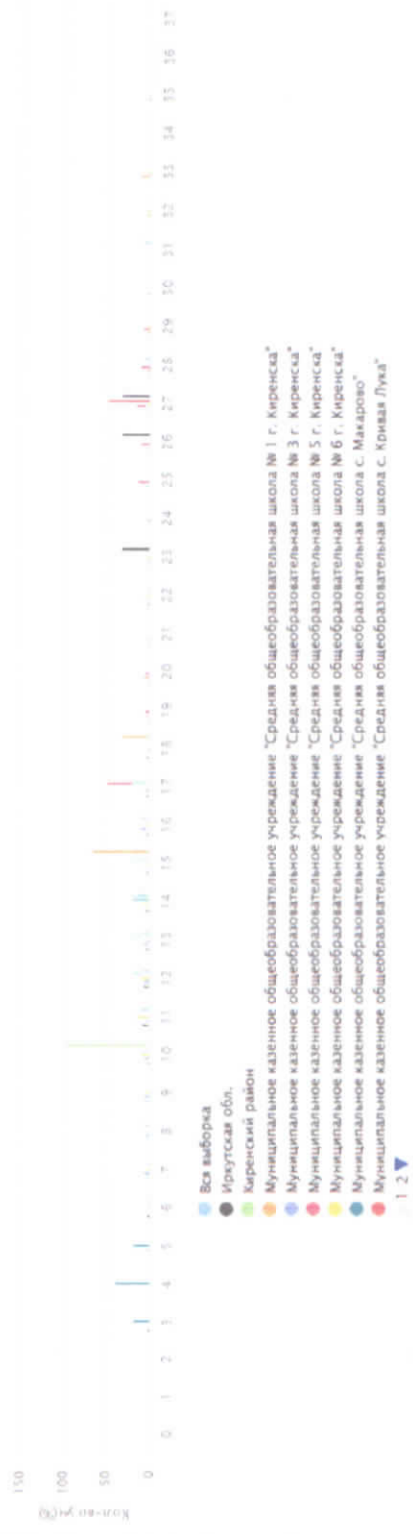 150
100
50
0
Кол-во уч(%)
0 1 2 3 4 5 6 7 8 9 10 11 12 13 14 15 16 17 18 19 20 21 22 23 24 25 26 27 28 29 30 31 32 33 34 35 36 37
Вся выборка
Иркутская обл.
Киренский район
Муниципальное казенное общеобразовательное учреждение "Средняя общеобразовательная школа № 1 г. Киренска"
Муниципальное казенное общеобразовательное учреждение "Средняя общеобразовательная школа № 3 г. Киренска"
Муниципальное казенное общеобразовательное учреждение "Средняя общеобразовательная школа № 5 г. Киренска"
Муниципальное казенное общеобразовательное учреждение "Средняя общеобразовательная школа № 6 г. Киренска"
Муниципальное казенное общеобразовательное учреждение "Средняя общеобразовательная школа с. Макарово"
Муниципальное казенное общеобразовательное учреждение "Средняя общеобразовательная школа с. Кривая Лука"
1 2